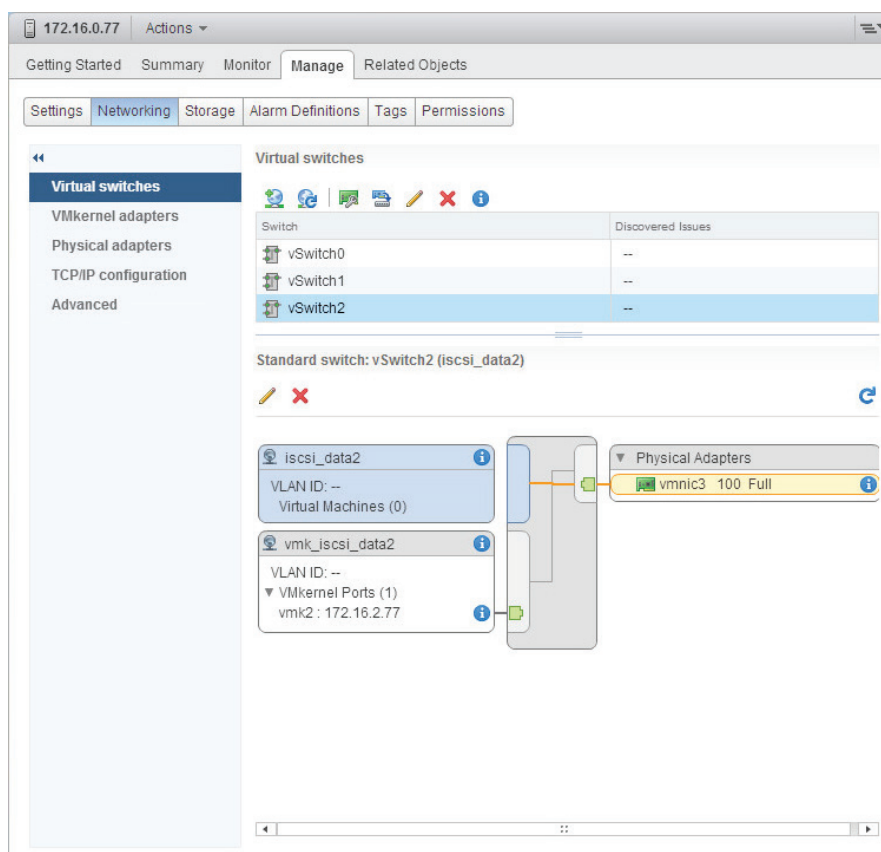 172.16.0.77 Actions
Getting Started Summary Monitor Manage Related Objects
Settings Networking Storage Alarm Definitions Tags Permissions
Virtual switches
VMkernel adapters
Physical adapters
TCP/IP configuration
Advanced
Virtual switches
Switch Discovered Issues
vSwitch0 --
vSwitch1 --
vSwitch2 --
Standard switch: vSwitch2 (iscsi_data2)
iscsi_data2
VLAN ID: --
Virtual Machines (0)
vmk_iscsi_data2
VLAN ID: --
VMkernel Ports (1)
vmk2 : 172.16.2.77
Physical Adapters
vmnic3 100 Full